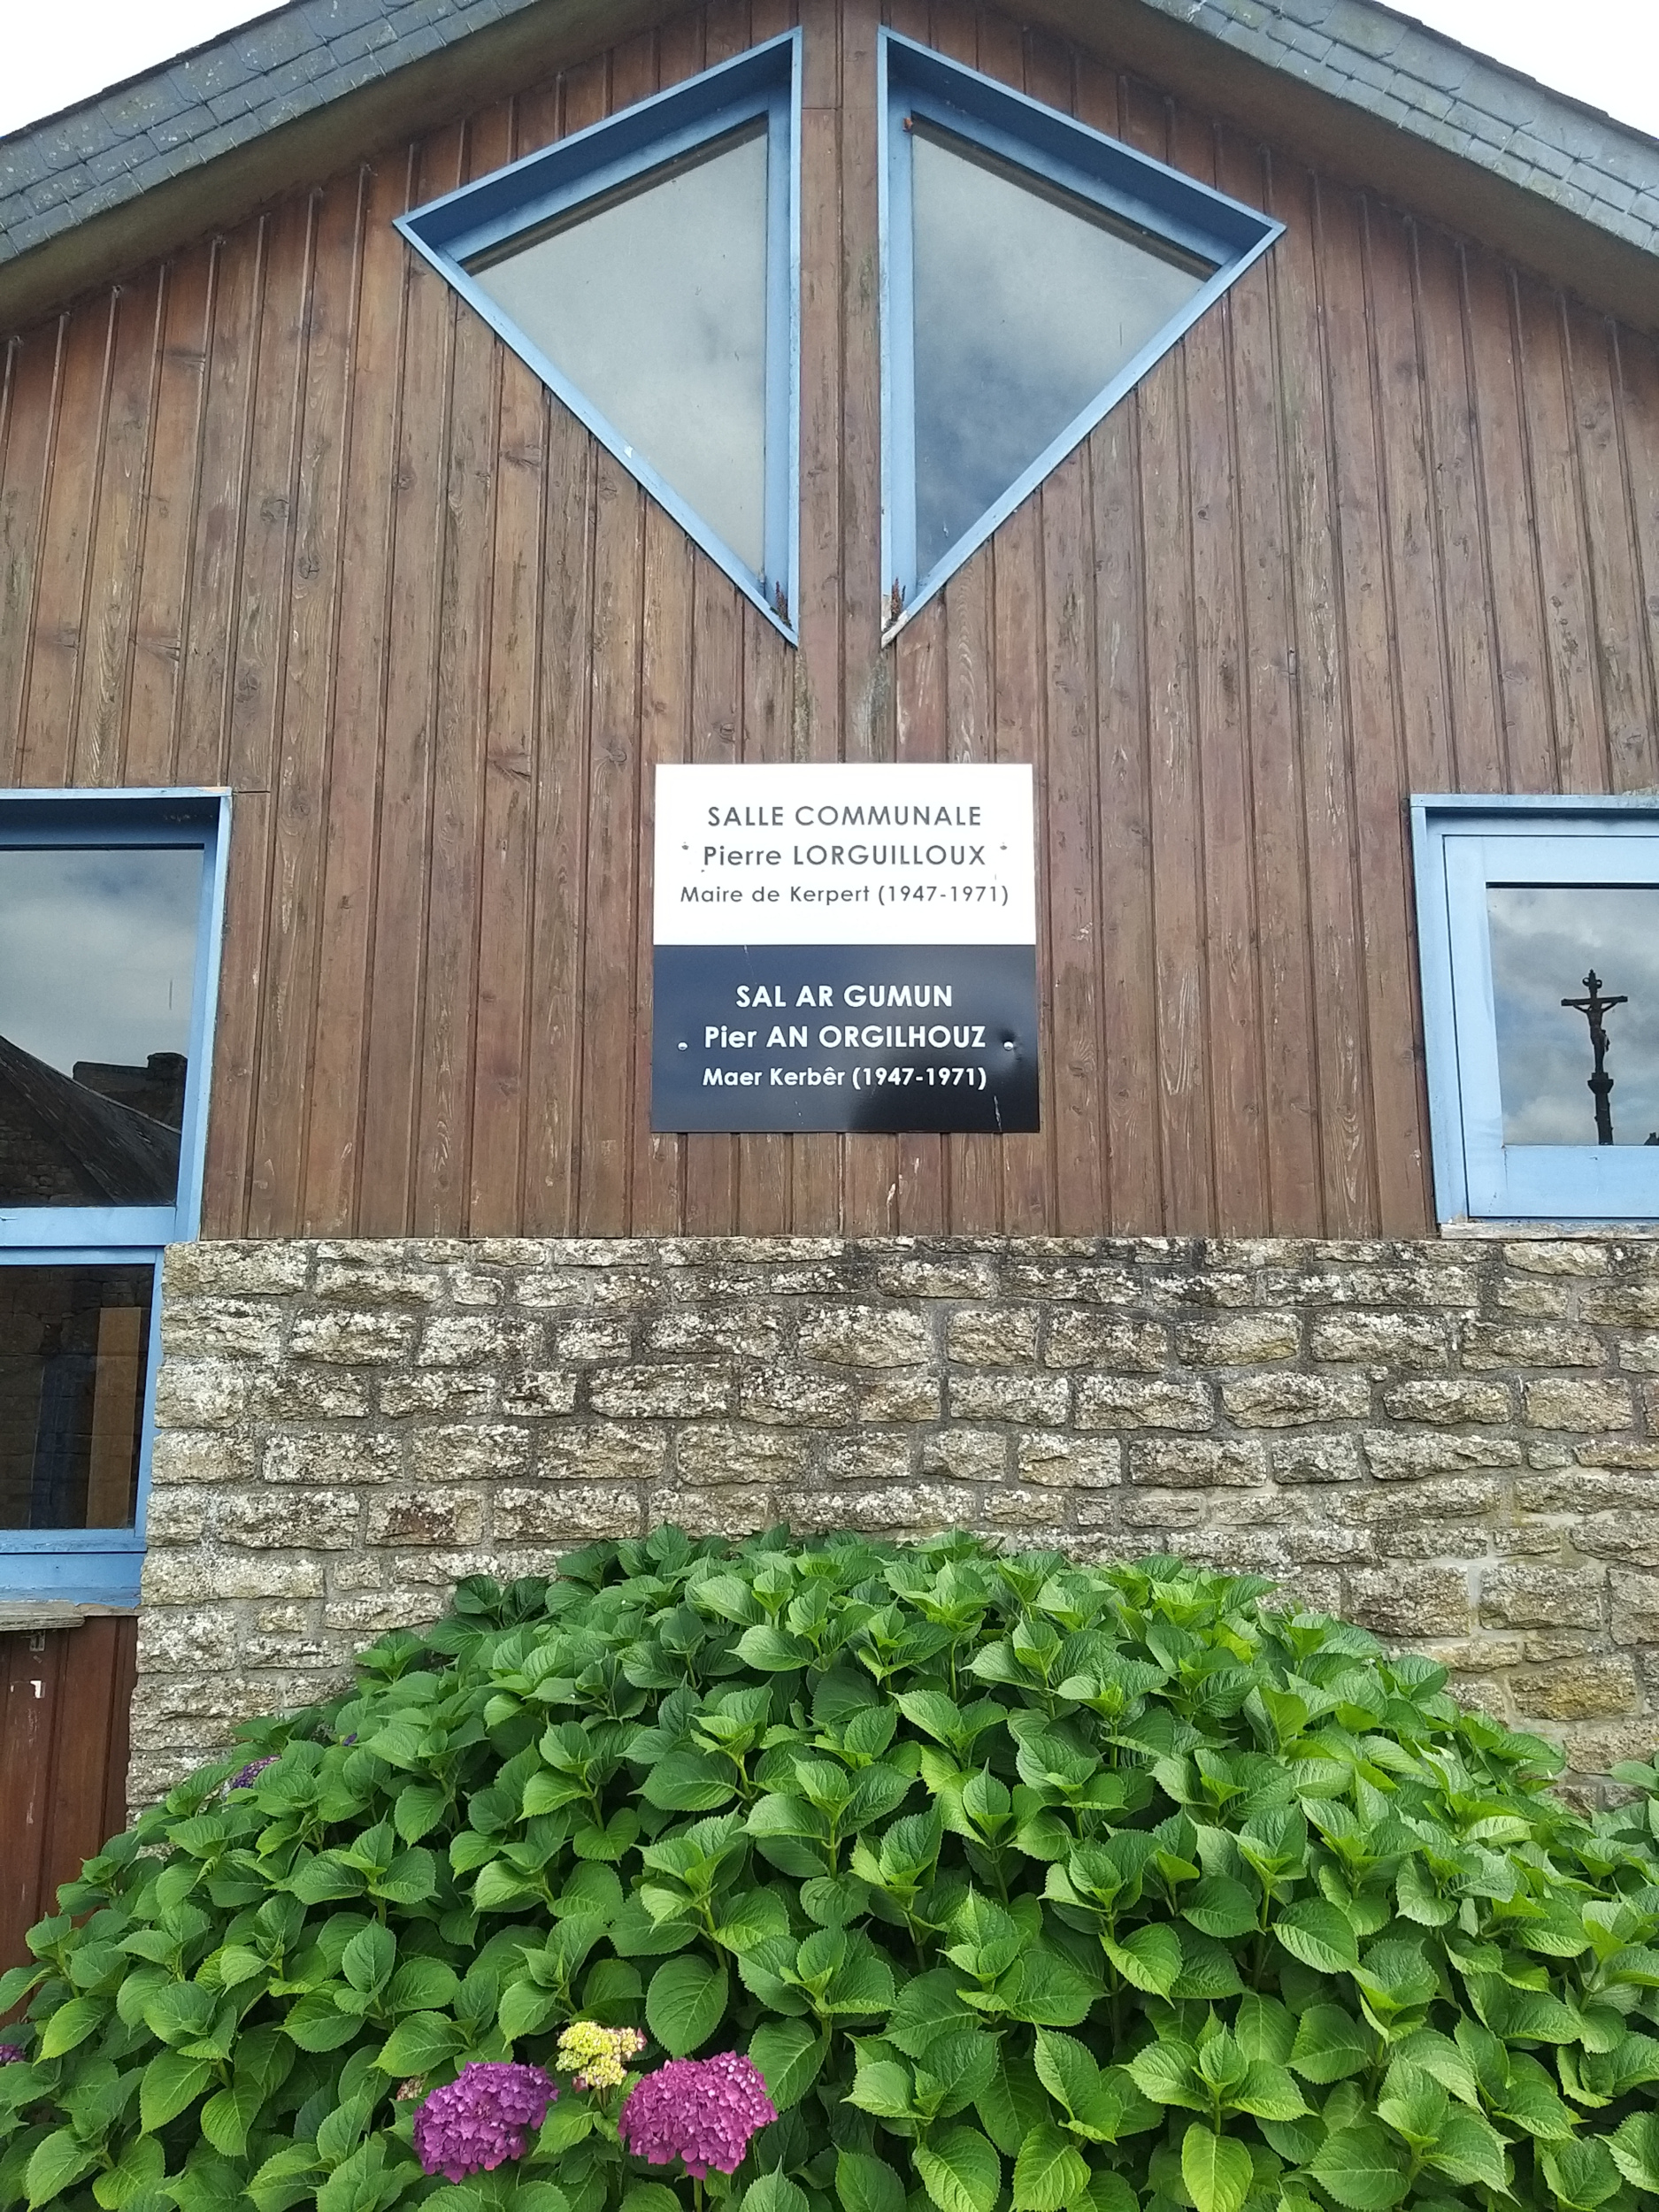 SALLE COMMUNALE
Pierre LORGUILLOUX
Maire de Kerpert (1947-1971)
SAL AR GUMUN
Pier AN ORGILHOUZ
Maer Kerbêr (1947-1971)